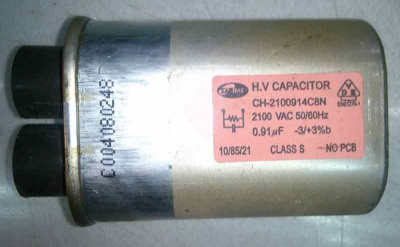 H.V CAPACITOR
CH-2100914C8N
2100 VAC 50/60Hz
0.91µF -3/+3%b
10/85/21 CLASS S NO PCB
C004080248